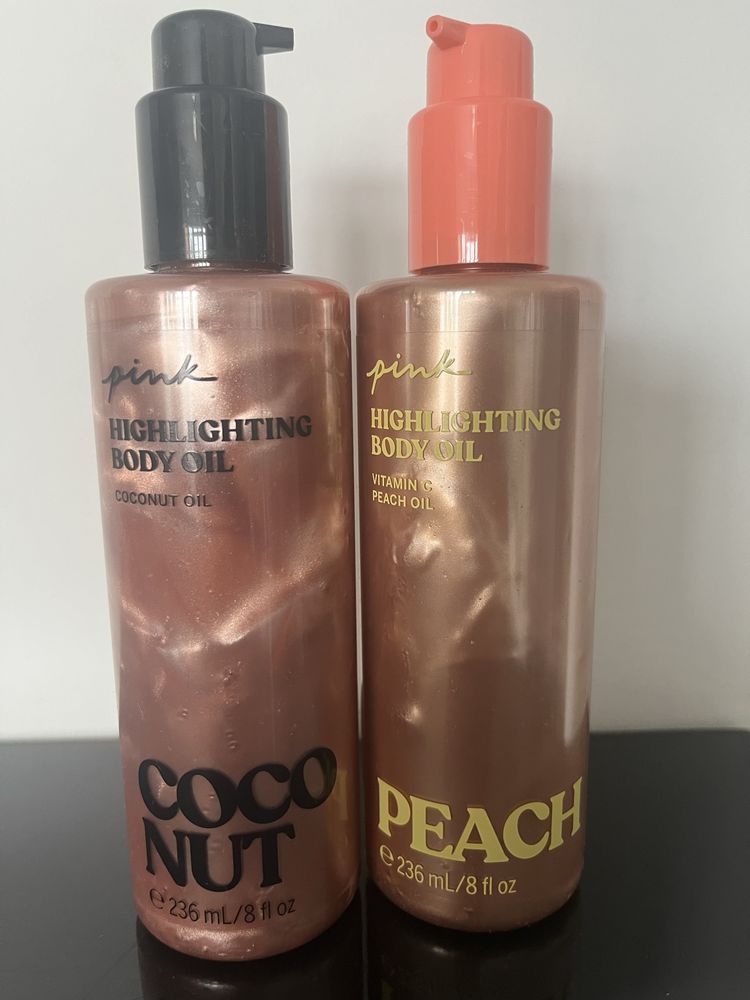 pink
HIGHLIGHTING
BODY OIL
COCONUT OIL
COCO
NUT
℮ 236 mL/8 fl oz
pink
HIGHLIGHTING
BODY OIL
VITAMIN C
PEACH OIL
PEACH
℮ 236 mL/8 fl oz